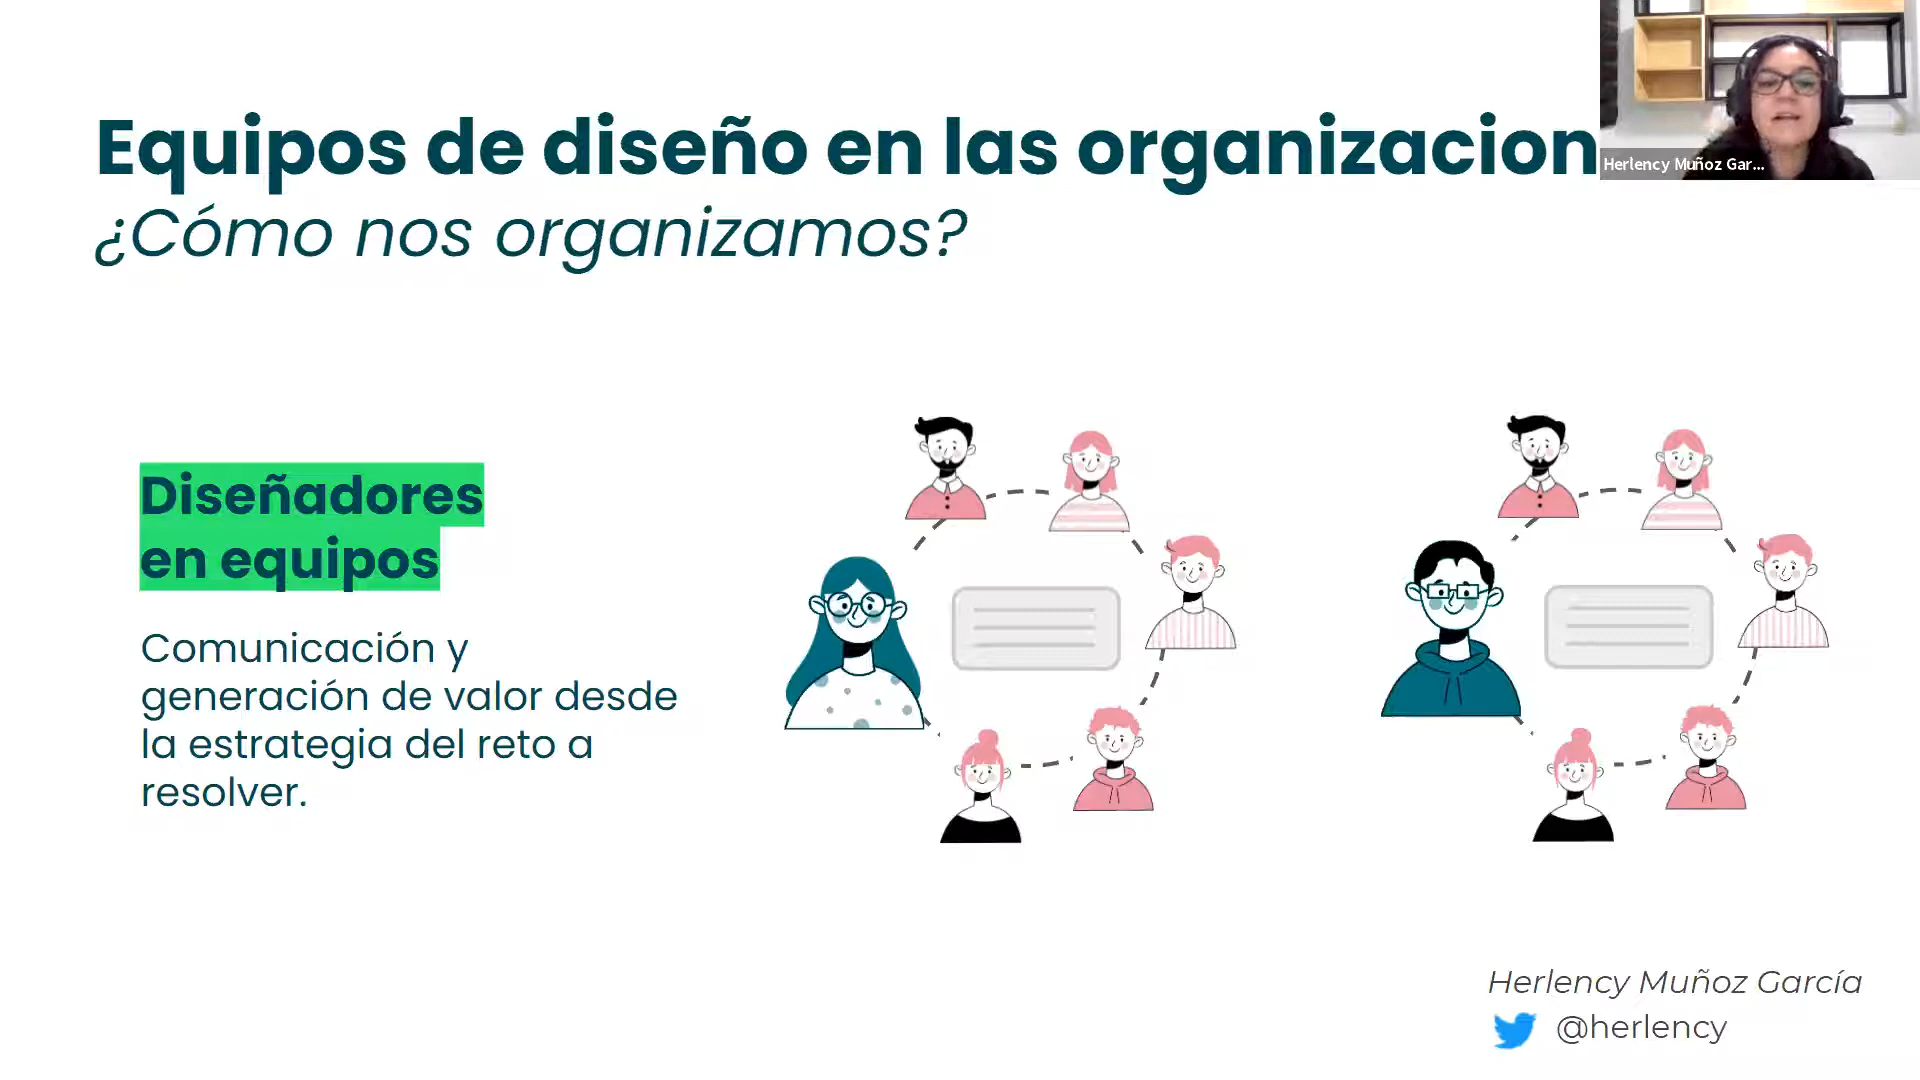 Equipos de diseño en las organizacion
¿Cómo nos organizamos?
Herlency Muñoz Gar...
Diseñadores
en equipos
Comunicación y
generación de valor desde
la estrategia del reto a
resolver.
Herlency Muñoz García
@herlency